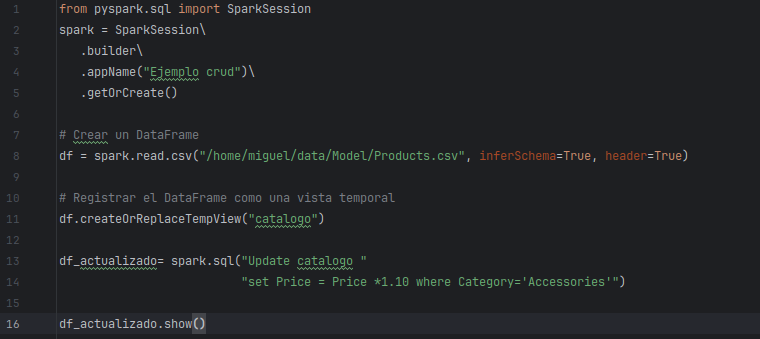 1 from pyspark.sql import SparkSession
2 spark = SparkSession\
3 .builder\
4 .appName("Ejemplo crud")\
5 .getOrCreate()
6
7 # Crear un DataFrame
8 df = spark.read.csv("/home/miguel/data/Model/Products.csv", inferSchema=True, header=True)
9
10 # Registrar el DataFrame como una vista temporal
11 df.createOrReplaceTempView("catalogo")
12
13 df_actualizado= spark.sql("Update catalogo "
14 "set Price = Price *1.10 where Category='Accessories'")
15
16 df_actualizado.show()